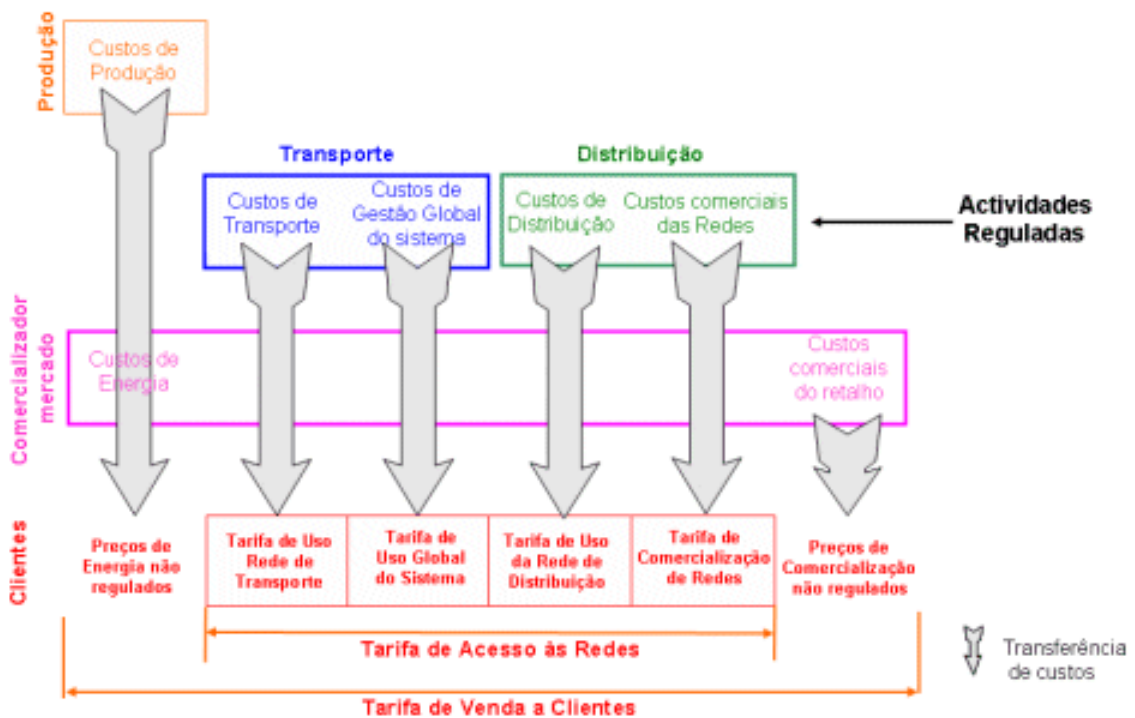 Produção
Custos de
Produção
Transporte
Distribuição
Custos de
Transporte
Custos de
Gestão Global
do sistema
Custos de
Distribuição
Custos comerciais
das Redes
Actividades
Reguladas
Comercializador
mercado
Custos de
Energia
Custos
comerciais
do retalho
Clientes
Preços de
Energia não
regulados
Tarifa de Uso
Rede de
Transporte
Tarifa de
Uso Global
do Sistema
Tarifa de Uso
da Rede de
Distribuição
Tarifa de
Comercialização
de Redes
Preços de
Comercialização
não regulados
Tarifa de Acesso às Redes
Transferência
de custos
Tarifa de Venda a Clientes